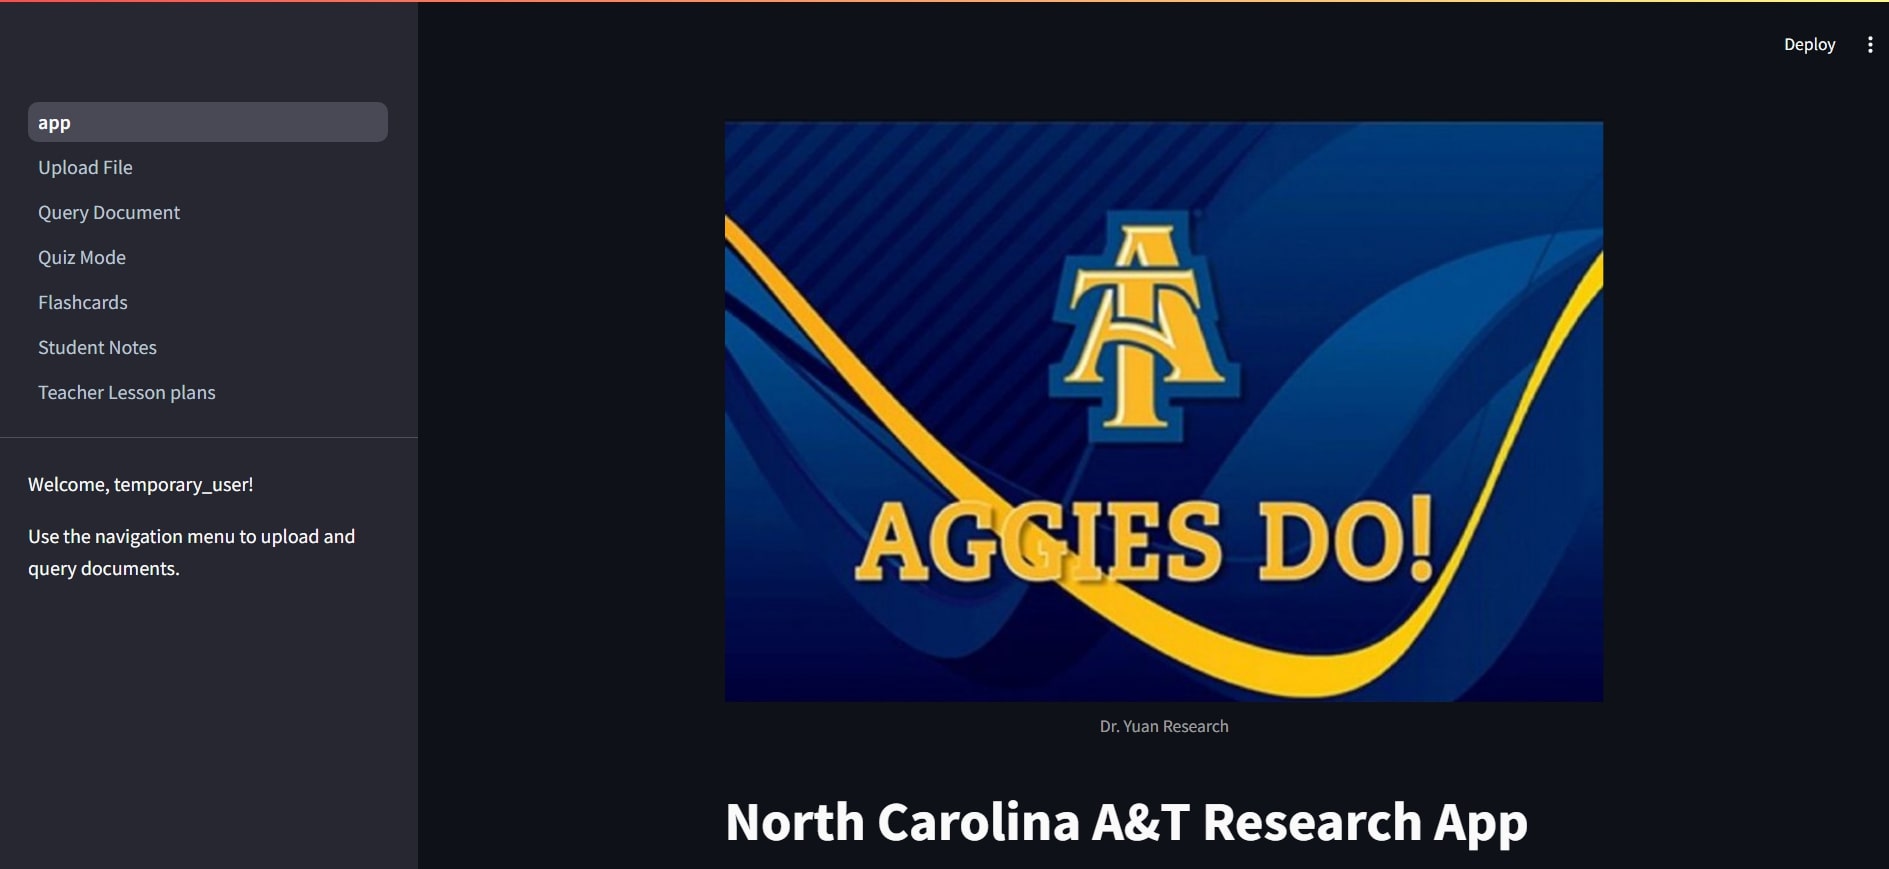 Deploy
app
Upload File
Query Document
Quiz Mode
Flashcards
Student Notes
Teacher Lesson plans
Welcome, temporary_user!
Use the navigation menu to upload and
query documents.
AT
AGGIES DO!
Dr. Yuan Research
North Carolina A&T Research App